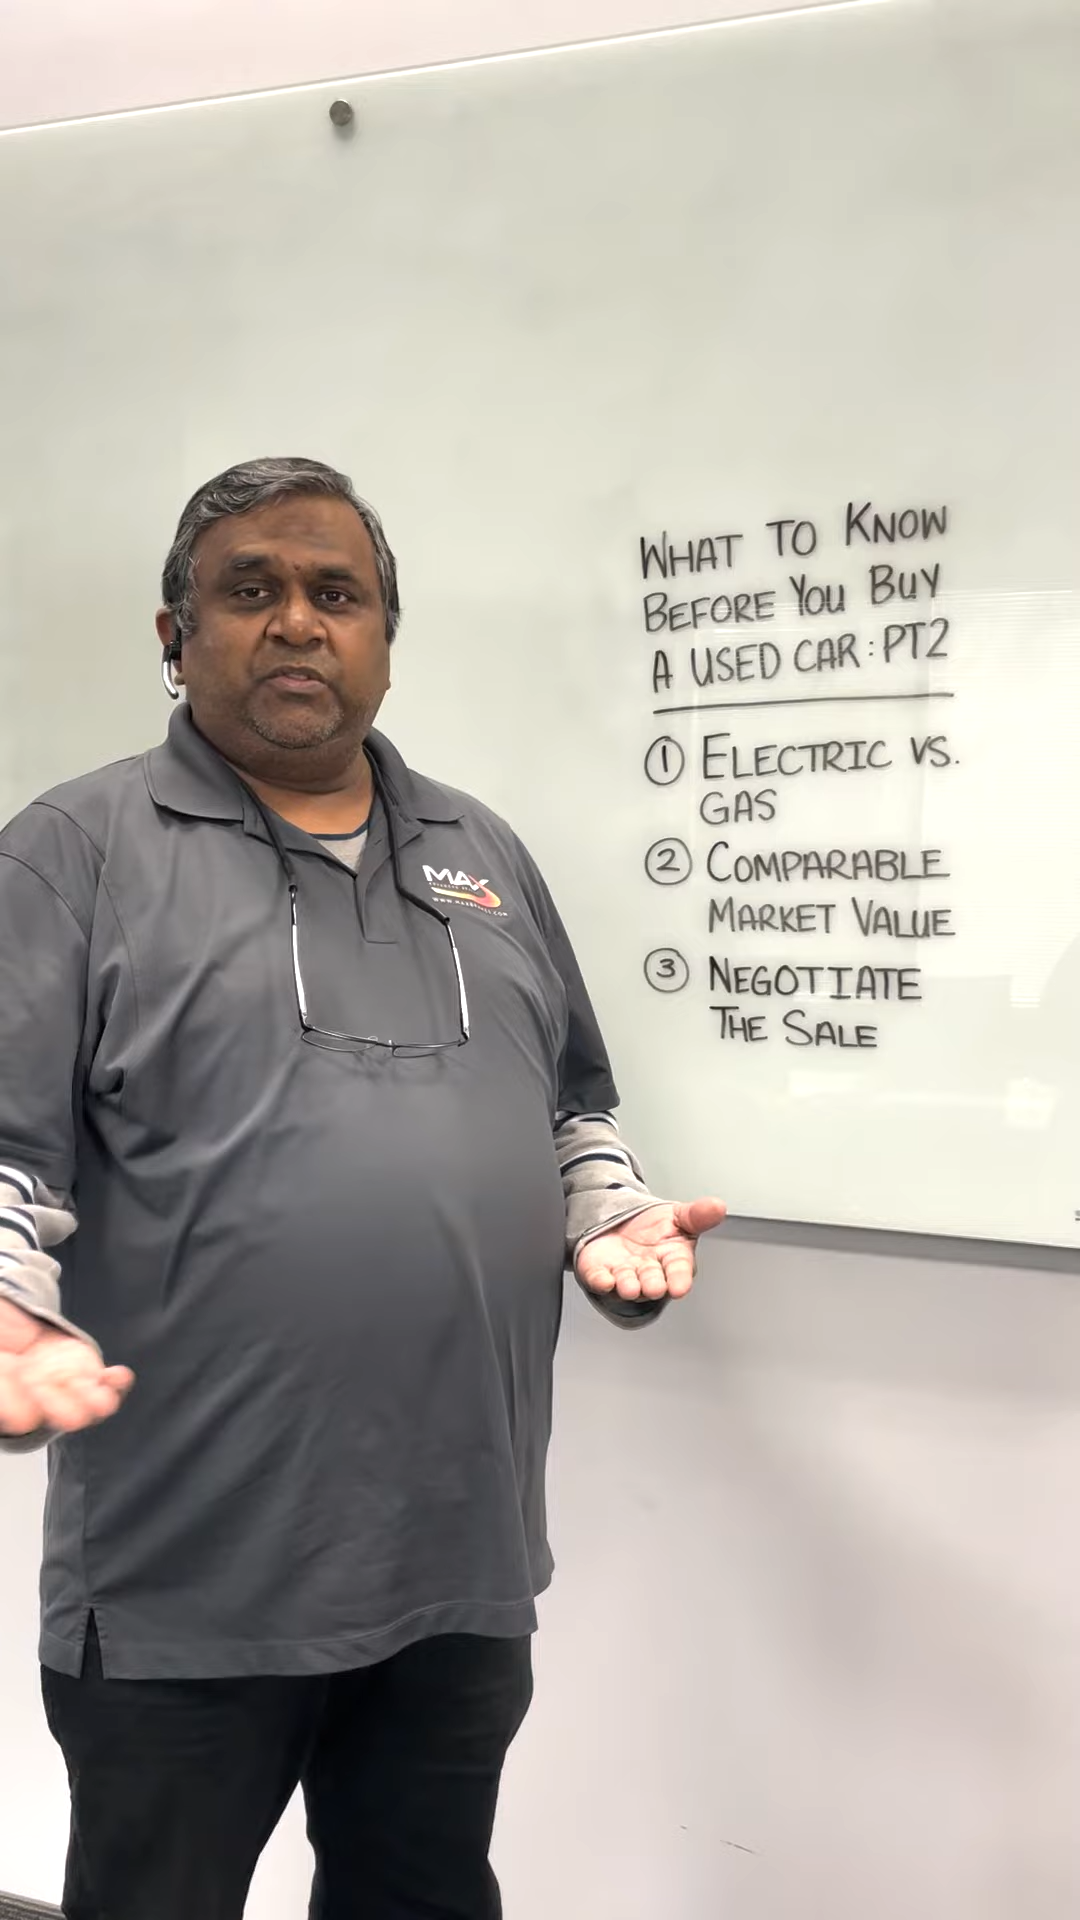 WHAT TO KNOW
BEFORE YOU BUY
A USED CAR: PT2
1 ELECTRIC VS.
GAS
2 COMPARABLE
MARKET VALUE
3 NEGOTIATE
THE SALE
MAX